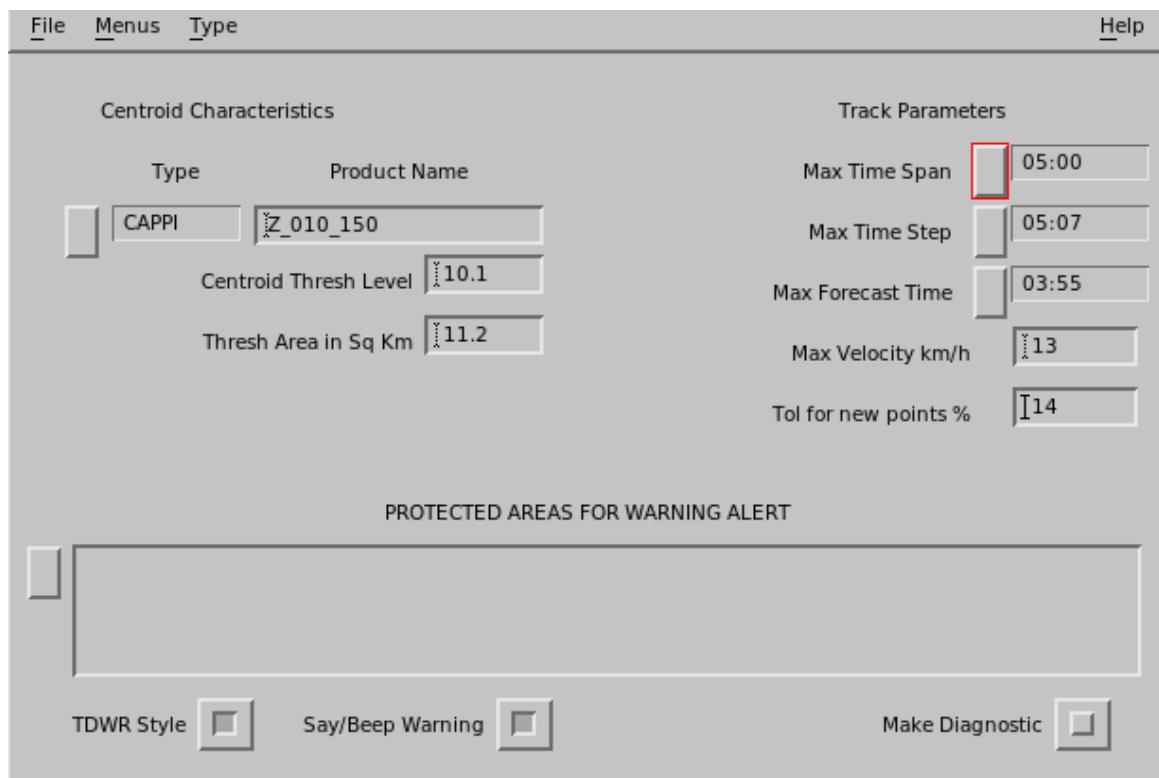 File Menus Type Help
Centroid Characteristics Track Parameters
Type Product Name Max Time Span 05:00
CAPPI Z_010_150 Max Time Step 05:07
Centroid Thresh Level 10.1 Max Forecast Time 03:55
Thresh Area in Sq Km 11.2 Max Velocity km/h 13
Tol for new points % 14
PROTECTED AREAS FOR WARNING ALERT
TDWR Style Say/Beep Warning Make Diagnostic